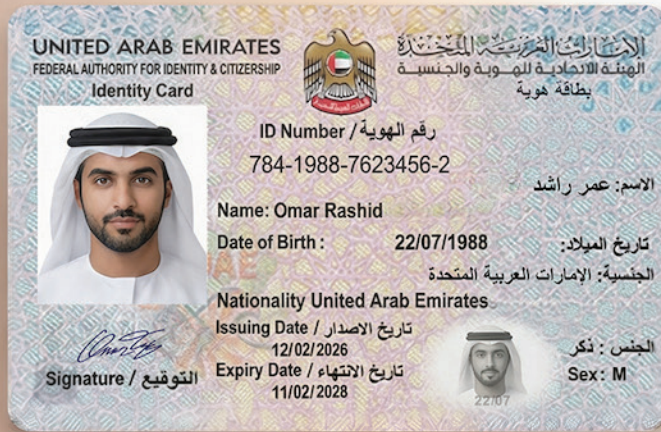 UNITED ARAB EMIRATES
الإمارات العربية المتحدة
FEDERAL AUTHORITY FOR IDENTITY & CITIZENSHIP
الهيئة الاتحادية للهوية والجنسية
Identity Card
بطاقة هوية
ID Number / رقم الهوية
784-1988-7623456-2
الاسم: عمر راشد
Name: Omar Rashid
Date of Birth : 22/07/1988 تاريخ الميلاد:
الجنسية: الإمارات العربية المتحدة
Nationality United Arab Emirates
Issuing Date / تاريخ الاصدار
12/02/2026
الجنس : ذكر
Expiry Date / تاريخ الانتهاء
Sex: M
11/02/2028
Signature / التوقيع
22/07
UAE